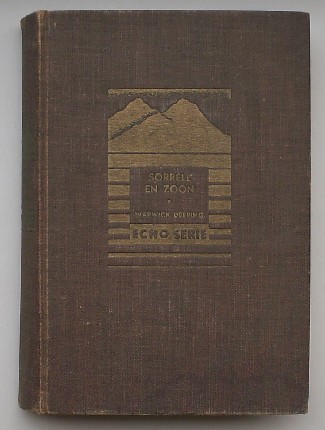 SORRELL
EN ZOON
WARWICK DEEPING
ECHO SERIE